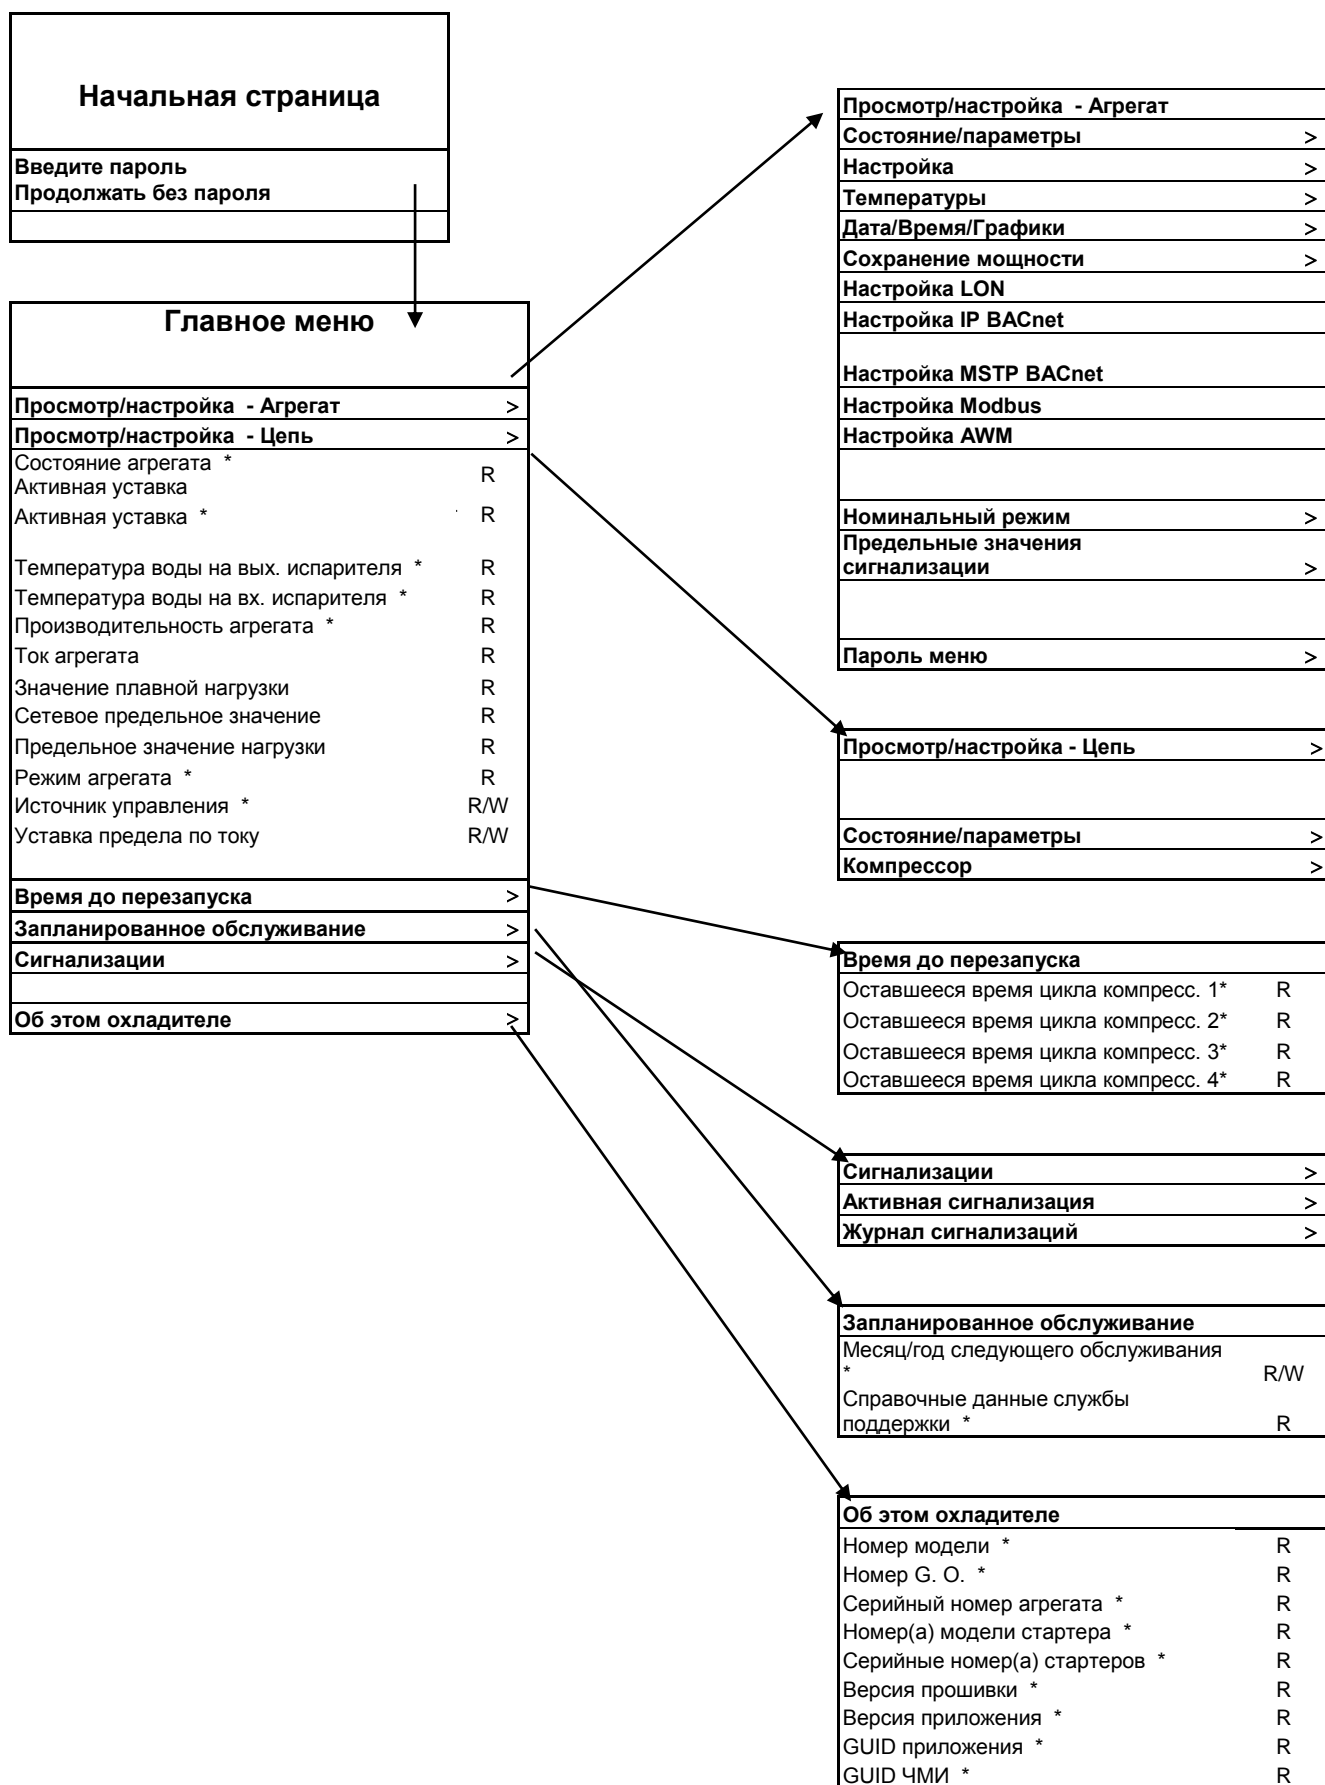 Начальная страница
Введите пароль
Продолжать без пароля
Главное меню
Просмотр/настройка - Агрегат >
Просмотр/настройка - Цепь >
Состояние агрегата * R
Активная уставка
Активная уставка * R
Температура воды на вых. испарителя * R
Температура воды на вх. испарителя * R
Производительность агрегата * R
Ток агрегата R
Значение плавной нагрузки R
Сетевое предельное значение R
Предельное значение нагрузки R
Режим агрегата * R
Источник управления * R/W
Уставка предела по току R/W
Время до перезапуска >
Запланированное обслуживание >
Сигнализации >
Об этом охладителе >
Просмотр/настройка - Агрегат
Состояние/параметры >
Настройка >
Температуры >
Дата/Время/Графики >
Сохранение мощности >
Настройка LON
Настройка IP BACnet
Настройка MSTP BACnet
Настройка Modbus
Настройка AWM
Номинальный режим >
Предельные значения
сигнализации >
Пароль меню >
Просмотр/настройка - Цепь >
Состояние/параметры >
Компрессор >
Время до перезапуска
Оставшееся время цикла компресс. 1* R
Оставшееся время цикла компресс. 2* R
Оставшееся время цикла компресс. 3* R
Оставшееся время цикла компресс. 4* R
Сигнализации >
Активная сигнализация >
Журнал сигнализаций >
Запланированное обслуживание
Месяц/год следующего обслуживания
* R/W
Справочные данные службы
поддержки * R
Об этом охладителе
Номер модели * R
Номер G. O. * R
Серийный номер агрегата * R
Номер(а) модели стартера * R
Серийные номер(а) стартеров * R
Версия прошивки * R
Версия приложения * R
GUID приложения * R
GUID ЧМИ * R